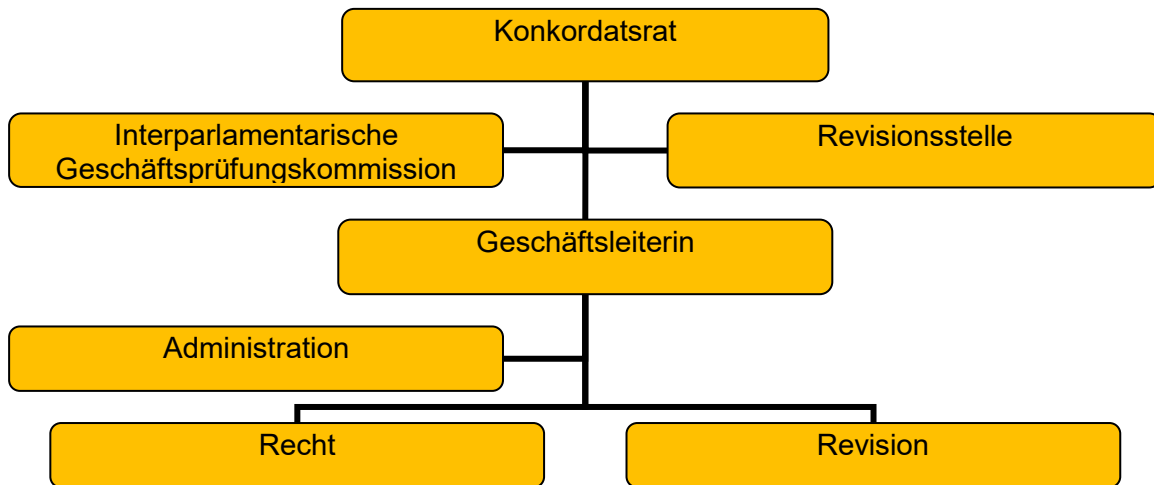 Konkordatsrat
Interparlamentarische
Geschäftsprüfungskommission
Revisionsstelle
Geschäftsleiterin
Administration
Recht
Revision